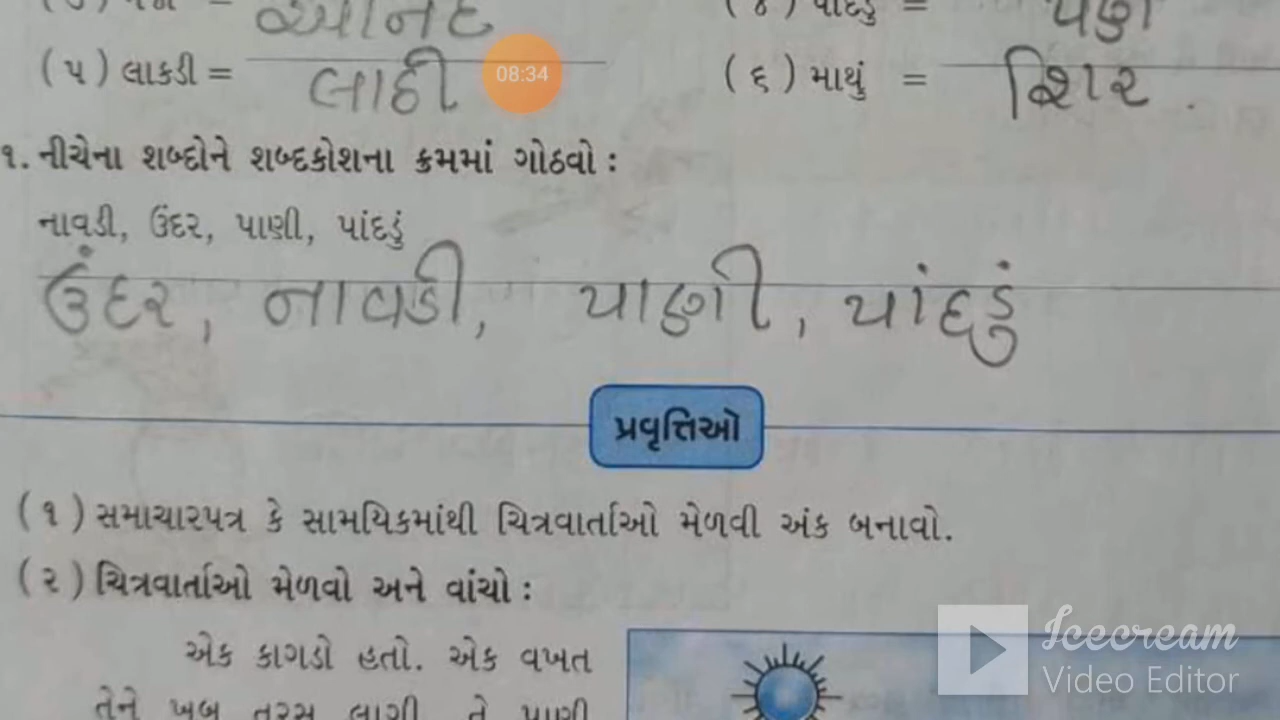 આનંદ
(૫) લાકડી = લાઠી (૬) માથું = શિર .
08:34
૧. નીચેના શબ્દોને શબ્દકોશના ક્રમમાં ગોઠવો :
નાવડી, ઉંદર, પાણી, પાંદડું
ઉંદર, નાવડી, પાણી, પાંદડું
પ્રવૃત્તિઓ
(૧) સમાચારપત્ર કે સામયિકમાંથી ચિત્રવાર્તાઓ મેળવી અંક બનાવો.
(૨) ચિત્રવાર્તાઓ મેળવો અને વાંચો :
એક કાગડો હતો. એક વખત
તેને ખૂબ તરસ લાગી. તે પાણી
Icecream
Video Editor